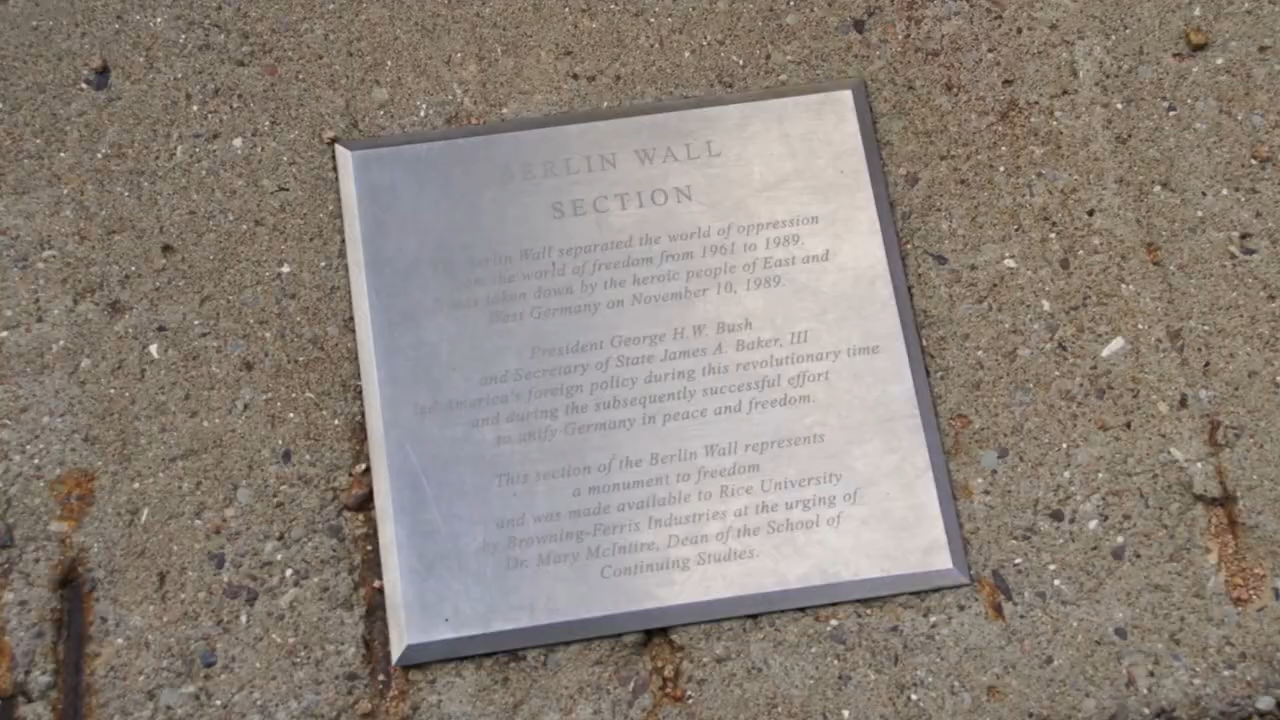 BERLIN WALL
SECTION
Berlin Wall separated the world of oppression
the world of freedom from 1961 to 1989.
was taken down by the heroic people of East and
West Germany on November 10, 1989.
President George H.W. Bush
and Secretary of State James A. Baker, III
led America's foreign policy during this revolutionary time
and during the subsequently successful effort
to unify Germany in peace and freedom.
This section of the Berlin Wall represents
a monument to freedom
and was made available to Rice University
by Browning-Ferris Industries at the urging of
Dr. Mary McIntire, Dean of the School of
Continuing Studies.